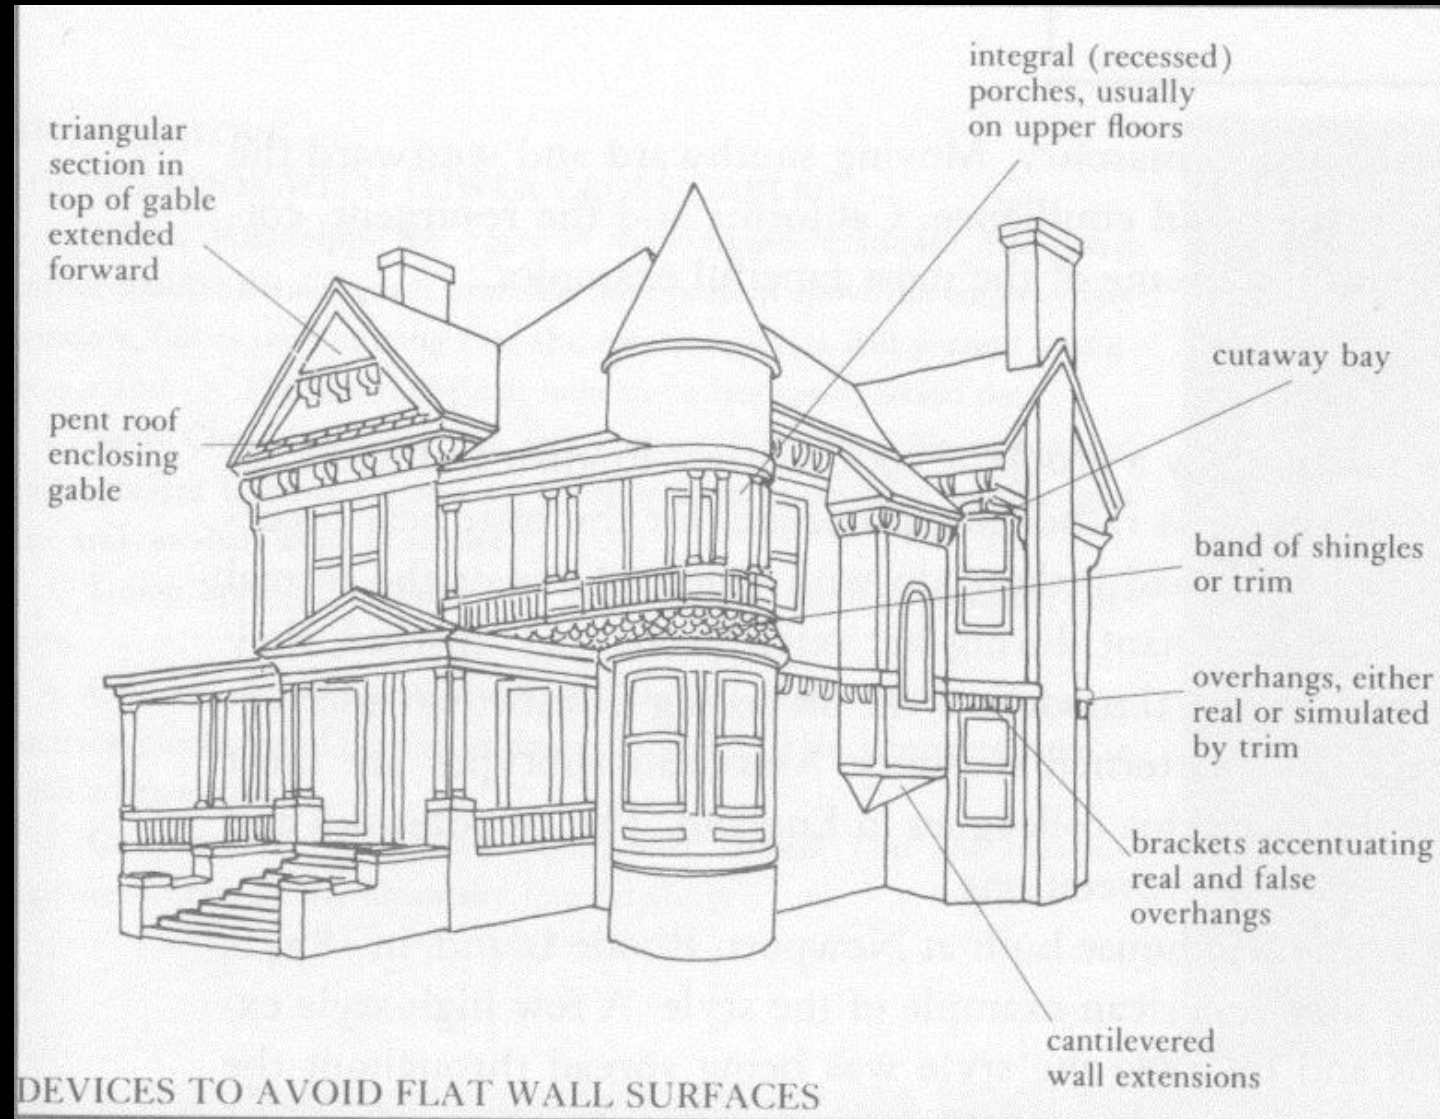 integral (recessed)
porches, usually
on upper floors
triangular
section in
top of gable
extended
forward
cutaway bay
pent roof
enclosing
gable
band of shingles
or trim
overhangs, either
real or simulated
by trim
brackets accentuating
real and false
overhangs
cantilevered
wall extensions
DEVICES TO AVOID FLAT WALL SURFACES